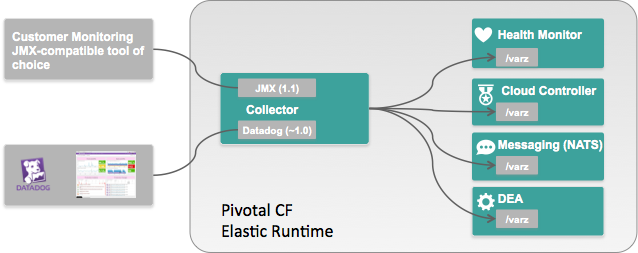 Customer Monitoring
JMX-compatible tool of
choice
DATADOG
JMX (1.1)
Collector
Datadog (~1.0)
Health Monitor
/varz
Cloud Controller
/varz
Messaging (NATS)
/varz
DEA
/varz
Pivotal CF
Elastic Runtime